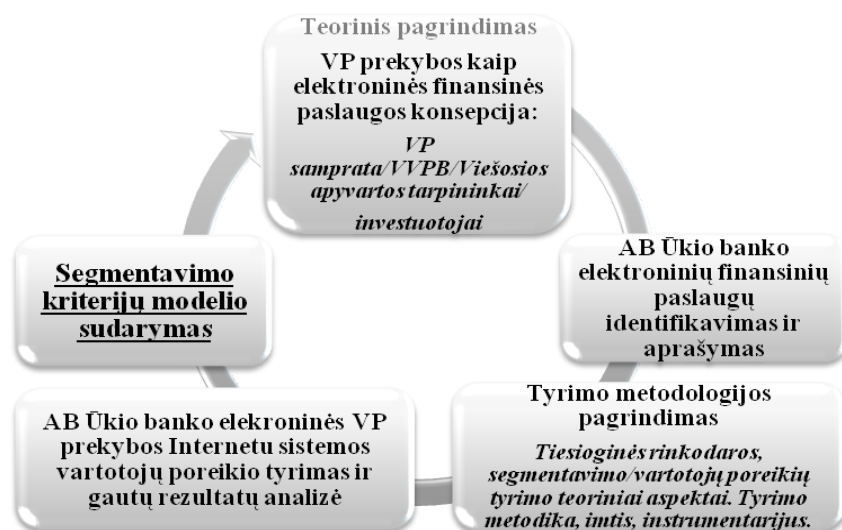 Teorinis pagrindimas
VP prekybos kaip
elektroninės finansinės
paslaugos konsepcija:
VP
samprata/VVPB/Viešosios
apyvartos tarpininkai/
investuotojai
AB Ūkio banko
elektroninių finansinių
paslaugų
identifikavimas ir
aprašymas
Tyrimo metodologijos
pagrindimas
Tiesioginės rinkodaros,
segmentavimo/vartotojų poreikių
tyrimo teoriniai aspektai. Tyrimo
metodika, imtis, instrumentarijus.
AB Ūkio banko elekroninės VP
prekybos Internetu sistemos
vartotojų poreikio tyrimas ir
gautų rezultatų analizė
Segmentavimo
kriterijų modelio
sudarymas